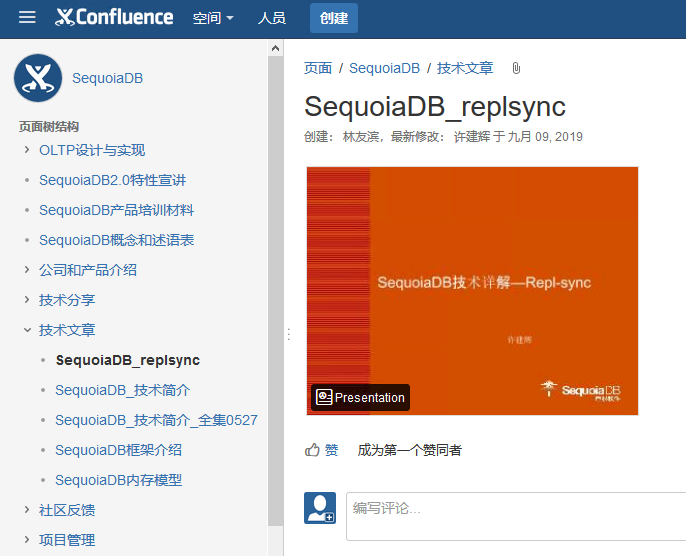 Confluence 空间 人员 创建
SequoiaDB
页面树结构
OLTP设计与实现
SequoiaDB2.0特性宣讲
SequoiaDB产品培训材料
SequoiaDB概念和述语表
公司和产品介绍
技术分享
技术文章
SequoiaDB_replsync
SequoiaDB_技术简介
SequoiaDB_技术简介_全集0527
SequoiaDB框架介绍
SequoiaDB内存模型
社区反馈
项目管理
页面 / SequoiaDB / 技术文章
SequoiaDB_replsync
创建: 林友滨，最新修改: 许建辉 于 九月 09, 2019
SequoiaDB技术详解—Repl-sync
许建辉
SequoiaDB
巨杉软件
Presentation
赞 成为第一个赞同者
编写评论...